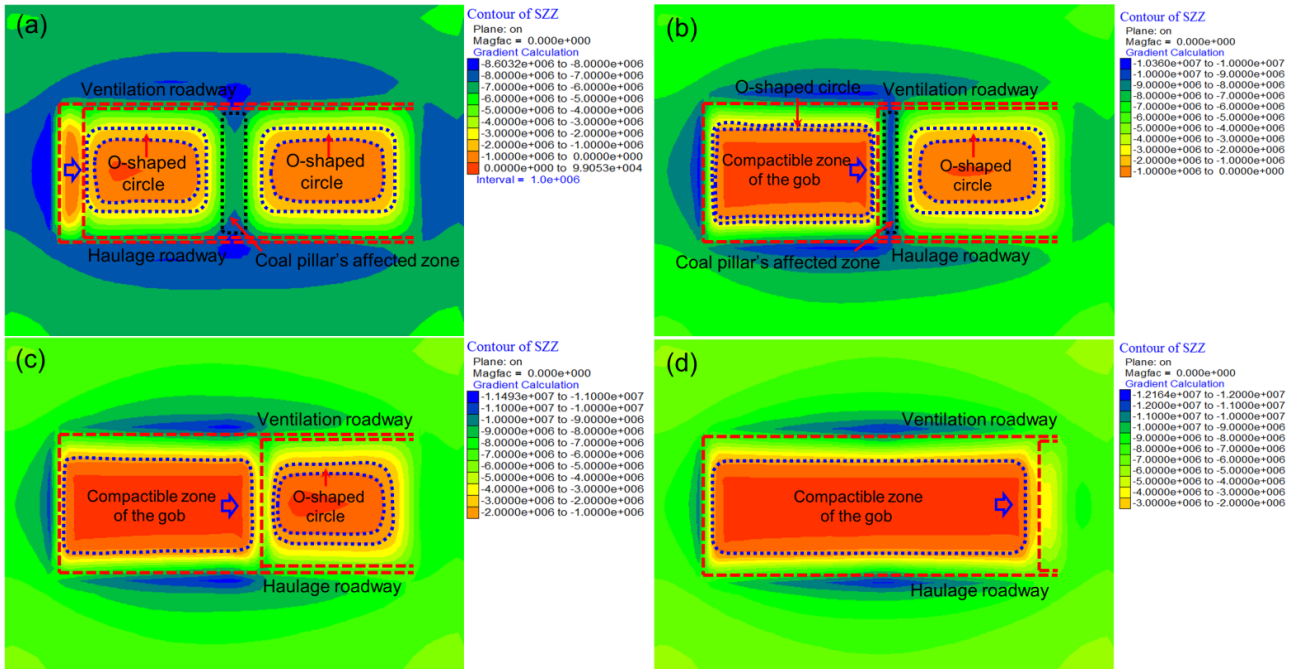 (a)
Ventilation roadway
O-shaped
circle
O-shaped
circle
Haulage roadway
Coal pillar's affected zone
Contour of SZZ
Plane: on
Magfac = 0.000e+000
Gradient Calculation
-8.6032e+006 to -8.0000e+006
-8.0000e+006 to -7.0000e+006
-7.0000e+006 to -6.0000e+006
-6.0000e+006 to -5.0000e+006
-5.0000e+006 to -4.0000e+006
-4.0000e+006 to -3.0000e+006
-3.0000e+006 to -2.0000e+006
-2.0000e+006 to -1.0000e+006
-1.0000e+006 to 0.0000e+000
0.0000e+000 to 9.9053e+004
Interval = 1.0e+006
(b)
O-shaped circle
Ventilation roadway
Compactible zone
of the gob
O-shaped
circle
Coal pillar's affected zone
Haulage roadway
Contour of SZZ
Plane: on
Magfac = 0.000e+000
Gradient Calculation
-1.0360e+007 to -1.0000e+007
-1.0000e+007 to -9.0000e+006
-9.0000e+006 to -8.0000e+006
-8.0000e+006 to -7.0000e+006
-7.0000e+006 to -6.0000e+006
-6.0000e+006 to -5.0000e+006
-5.0000e+006 to -4.0000e+006
-4.0000e+006 to -3.0000e+006
-3.0000e+006 to -2.0000e+006
-2.0000e+006 to -1.0000e+006
-1.0000e+006 to 0.0000e+000
(c)
Ventilation roadway
Compactible zone
of the gob
O-shaped
circle
Haulage roadway
Contour of SZZ
Plane: on
Magfac = 0.000e+000
Gradient Calculation
-1.1493e+007 to -1.1000e+007
-1.1000e+007 to -1.0000e+007
-1.0000e+007 to -9.0000e+006
-9.0000e+006 to -8.0000e+006
-8.0000e+006 to -7.0000e+006
-7.0000e+006 to -6.0000e+006
-6.0000e+006 to -5.0000e+006
-5.0000e+006 to -4.0000e+006
-4.0000e+006 to -3.0000e+006
-3.0000e+006 to -2.0000e+006
-2.0000e+006 to -1.0000e+006
(d)
Ventilation roadway
Compactible zone
of the gob
Haulage roadway
Contour of SZZ
Plane: on
Magfac = 0.000e+000
Gradient Calculation
-1.2164e+007 to -1.2000e+007
-1.2000e+007 to -1.1000e+007
-1.1000e+007 to -1.0000e+007
-1.0000e+007 to -9.0000e+006
-9.0000e+006 to -8.0000e+006
-8.0000e+006 to -7.0000e+006
-7.0000e+006 to -6.0000e+006
-6.0000e+006 to -5.0000e+006
-5.0000e+006 to -4.0000e+006
-4.0000e+006 to -3.0000e+006
-3.0000e+006 to -2.0000e+006